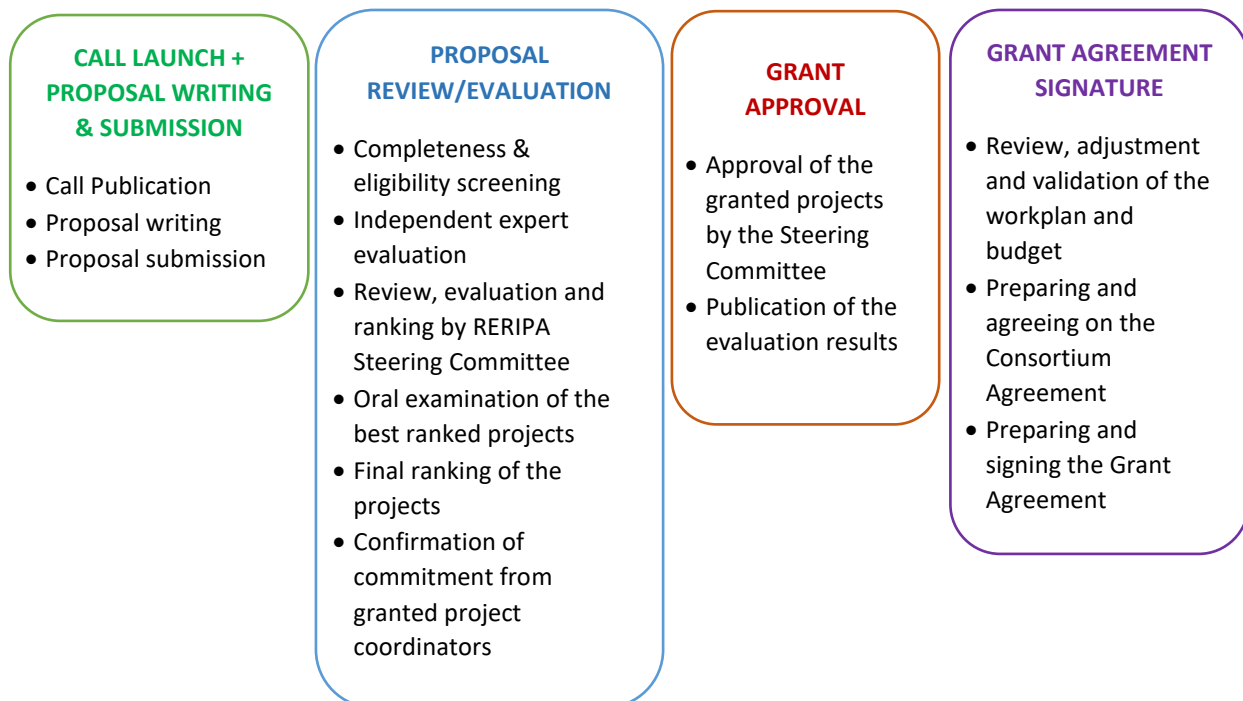 CALL LAUNCH +
PROPOSAL WRITING
& SUBMISSION
• Call Publication
• Proposal writing
• Proposal submission
PROPOSAL
REVIEW/EVALUATION
• Completeness &
eligibility screening
• Independent expert
evaluation
• Review, evaluation and
ranking by RERIPA
Steering Committee
• Oral examination of the
best ranked projects
• Final ranking of the
projects
• Confirmation of
commitment from
granted project
coordinators
GRANT
APPROVAL
• Approval of the
granted projects
by the Steering
Committee
• Publication of the
evaluation results
GRANT AGREEMENT
SIGNATURE
• Review, adjustment
and validation of the
workplan and
budget
• Preparing and
agreeing on the
Consortium
Agreement
• Preparing and
signing the Grant
Agreement